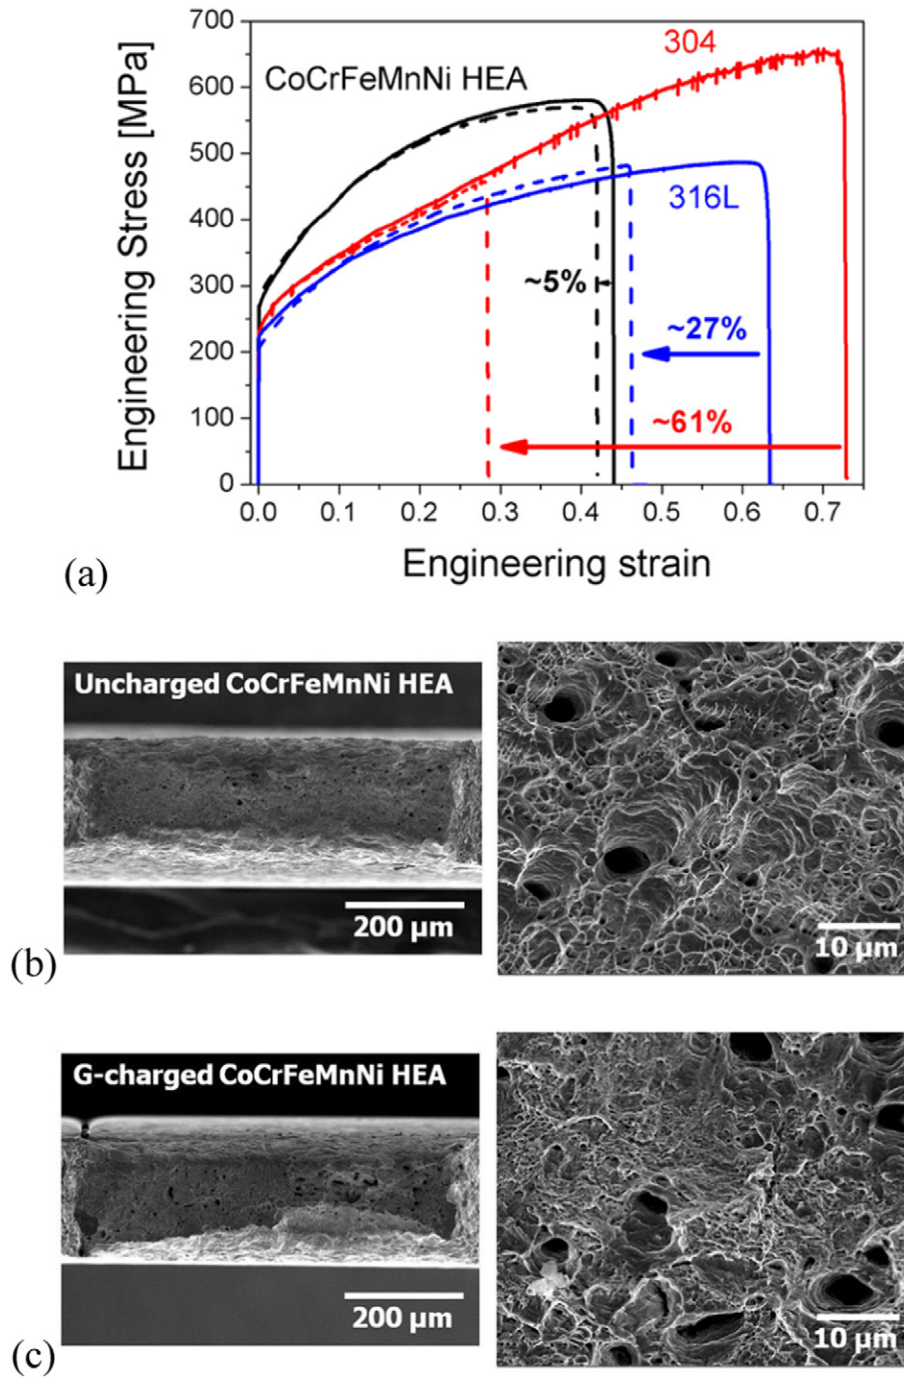 700
600
500
400
300
200
100
0
Engineering Stress [MPa]
304
CoCrFeMnNi HEA
316L
~5%
~27%
~61%
0.0 0.1 0.2 0.3 0.4 0.5 0.6 0.7
Engineering strain
(a)
Uncharged CoCrFeMnNi HEA
200 µm
10 µm
(b)
G-charged CoCrFeMnNi HEA
200 µm
10 µm
(c)